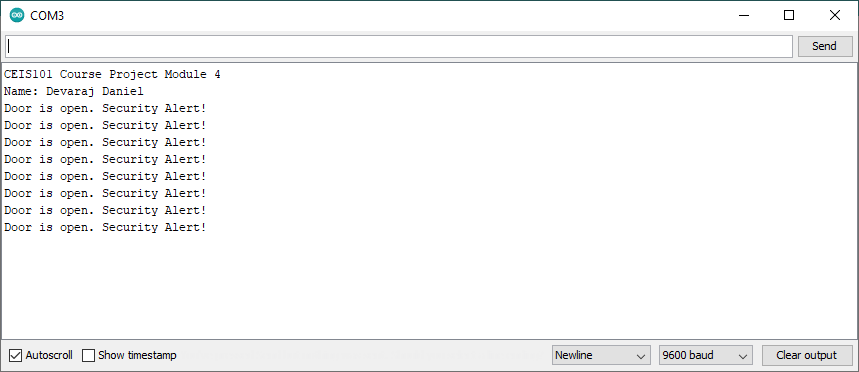 COM3
Send
CEIS101 Course Project Module 4
Name: Devaraj Daniel
Door is open. Security Alert!
Door is open. Security Alert!
Door is open. Security Alert!
Door is open. Security Alert!
Door is open. Security Alert!
Door is open. Security Alert!
Door is open. Security Alert!
Door is open. Security Alert!
Autoscroll Show timestamp Newline 9600 baud Clear output